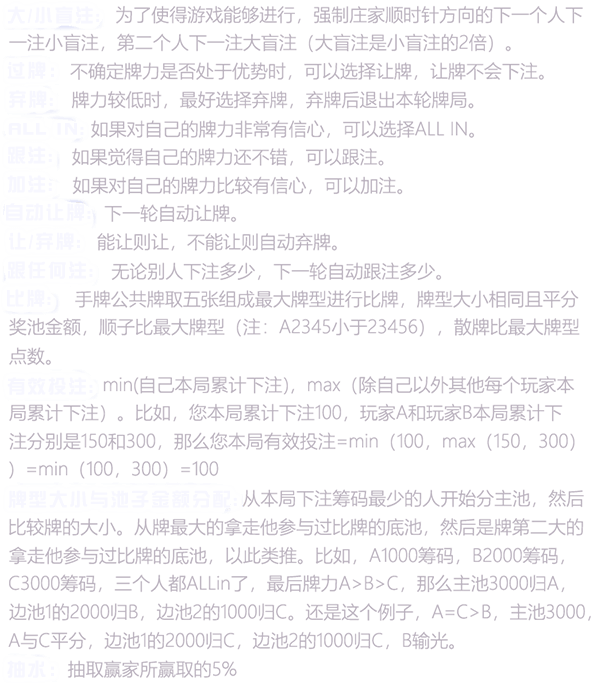 大/小盲注：为了使得游戏能够进行，强制庄家顺时针方向的下一个人下
一注小盲注，第二个人下一注大盲注（大盲注是小盲注的2倍）。
过牌：不确定牌力是否处于优势时，可以选择让牌，让牌不会下注。
弃牌：牌力较低时，最好选择弃牌，弃牌后退出本轮牌局。
ALL IN：如果对自己的牌力非常有信心，可以选择ALL IN。
跟注：如果觉得自己的牌力还不错，可以跟注。
加注：如果对自己的牌力比较有信心，可以加注。
自动让牌：下一轮自动让牌。
让/弃牌：能让则让，不能让则自动弃牌。
跟任何注：无论别人下注多少，下一轮自动跟注多少。
比牌：手牌公共牌取五张组成最大牌型进行比牌，牌型大小相同且平分
奖池金额，顺子比最大牌型（注：A2345小于23456），散牌比最大牌型
点数。
有效投注：min(自己本局累计下注)，max（除自己以外其他每个玩家本
局累计下注）。比如，您本局累计下注100，玩家A和玩家B本局累计下
注分别是150和300，那么您本局有效投注=min（100，max（150，300）
）=min（100，300）=100
牌型大小与池子金额分配：从本局下注筹码最少的人开始分主池，然后
比较牌的大小。从牌最大的拿走他参与过比牌的底池，然后是牌第二大的
拿走他参与过比牌的底池，以此类推。比如，A1000筹码，B2000筹码，
C3000筹码，三个人都ALLin了，最后牌力A>B>C，那么主池3000归A，
边池1的2000归B，边池2的1000归C。还是这个例子，A=C>B，主池3000，
A与C平分，边池1的2000归C，边池2的1000归C，B输光。
抽水：抽取赢家所赢取的5%